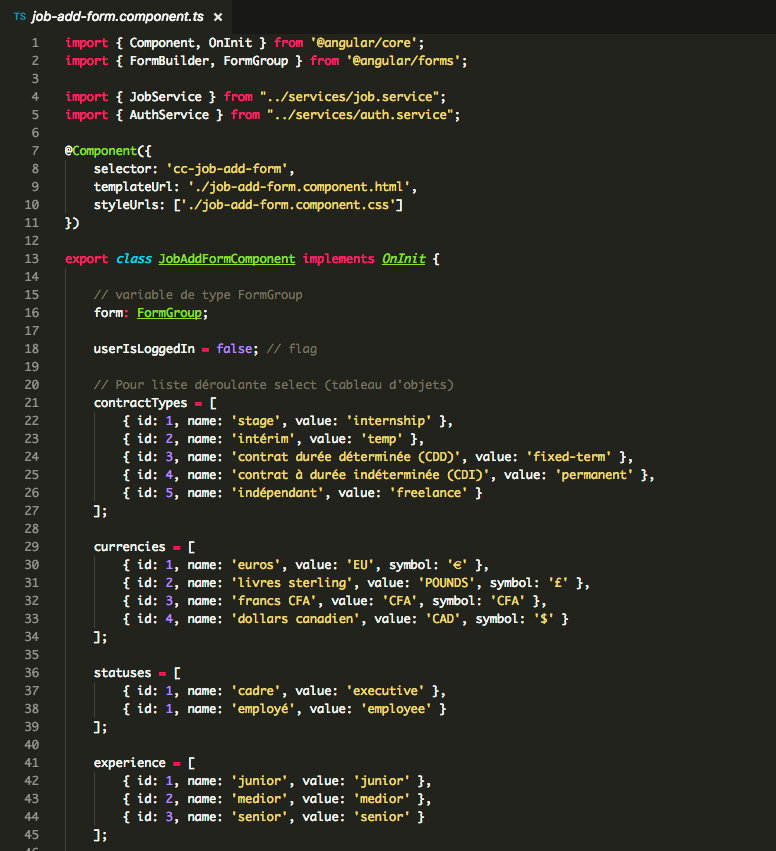 TS job-add-form.component.ts ×
1 import { Component, OnInit } from '@angular/core';
2 import { FormBuilder, FormGroup } from '@angular/forms';
3
4 import { JobService } from "../services/job.service";
5 import { AuthService } from "../services/auth.service";
6
7 @Component({
8 selector: 'cc-job-add-form',
9 templateUrl: './job-add-form.component.html',
10 styleUrls: ['./job-add-form.component.css']
11 })
12
13 export class JobAddFormComponent implements OnInit {
14
15 // variable de type FormGroup
16 form: FormGroup;
17
18 userIsLoggedIn = false; // flag
19
20 // Pour liste déroulante select (tableau d'objets)
21 contractTypes = [
22 { id: 1, name: 'stage', value: 'internship' },
23 { id: 2, name: 'intérim', value: 'temp' },
24 { id: 3, name: 'contrat durée déterminée (CDD)', value: 'fixed-term' },
25 { id: 4, name: 'contrat à durée indéterminée (CDI)', value: 'permanent' },
26 { id: 5, name: 'indépendant', value: 'freelance' }
27 ];
28
29 currencies = [
30 { id: 1, name: 'euros', value: 'EU', symbol: '€' },
31 { id: 2, name: 'livres sterling', value: 'POUNDS', symbol: '£' },
32 { id: 3, name: 'francs CFA', value: 'CFA', symbol: 'CFA' },
33 { id: 4, name: 'dollars canadien', value: 'CAD', symbol: '$' }
34 ];
35
36 statuses = [
37 { id: 1, name: 'cadre', value: 'executive' },
38 { id: 1, name: 'employé', value: 'employee' }
39 ];
40
41 experience = [
42 { id: 1, name: 'junior', value: 'junior' },
43 { id: 2, name: 'medior', value: 'medior' },
44 { id: 3, name: 'senior', value: 'senior' }
45 ];